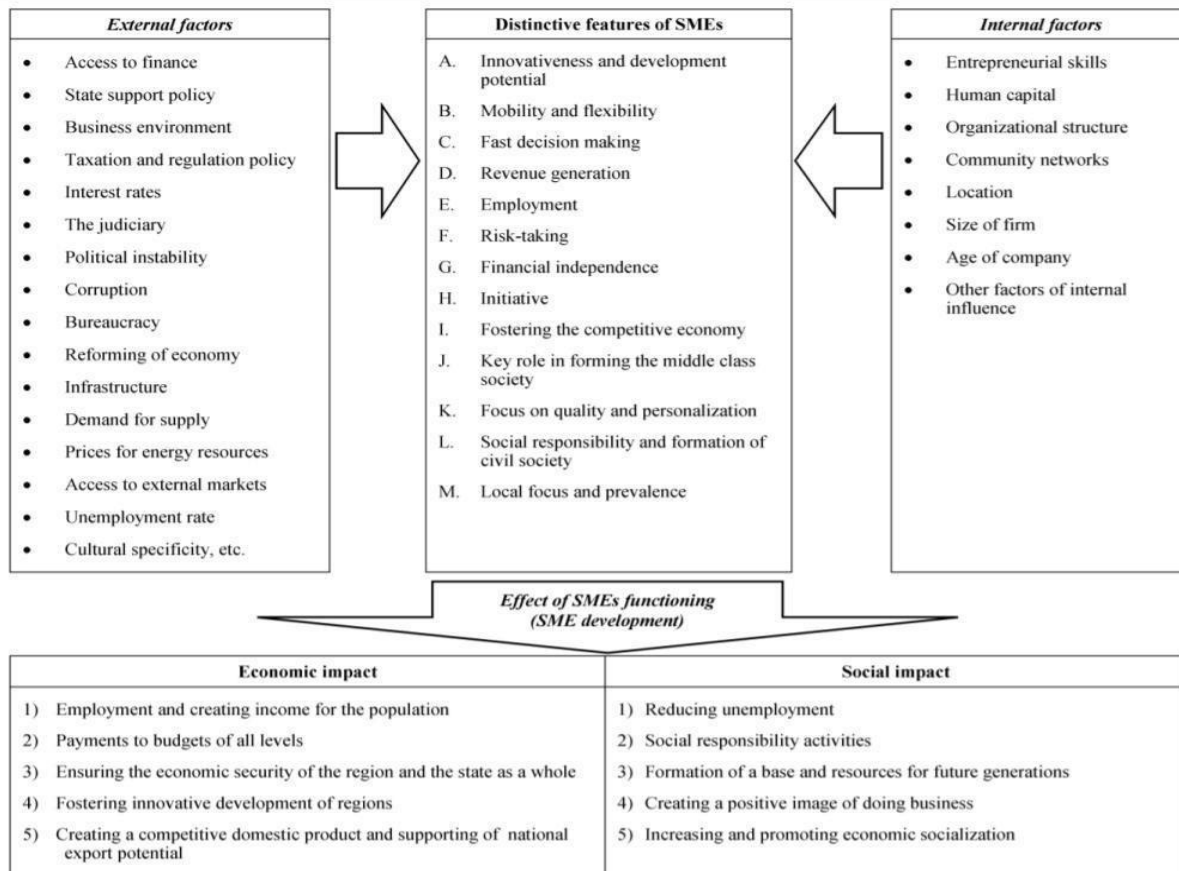 External factors
• Access to finance
• State support policy
• Business environment
• Taxation and regulation policy
• Interest rates
• The judiciary
• Political instability
• Corruption
• Bureaucracy
• Reforming of economy
• Infrastructure
• Demand for supply
• Prices for energy resources
• Access to external markets
• Unemployment rate
• Cultural specificity, etc.
Distinctive features of SMEs
A. Innovativeness and development
potential
B. Mobility and flexibility
C. Fast decision making
D. Revenue generation
E. Employment
F. Risk-taking
G. Financial independence
H. Initiative
I. Fostering the competitive economy
J. Key role in forming the middle class
society
K. Focus on quality and personalization
L. Social responsibility and formation of
civil society
M. Local focus and prevalence
Internal factors
• Entrepreneurial skills
• Human capital
• Organizational structure
• Community networks
• Location
• Size of firm
• Age of company
• Other factors of internal
influence
Effect of SMEs functioning
(SME development)
Economic impact
1) Employment and creating income for the population
2) Payments to budgets of all levels
3) Ensuring the economic security of the region and the state as a whole
4) Fostering innovative development of regions
5) Creating a competitive domestic product and supporting of national
export potential
Social impact
1) Reducing unemployment
2) Social responsibility activities
3) Formation of a base and resources for future generations
4) Creating a positive image of doing business
5) Increasing and promoting economic socialization